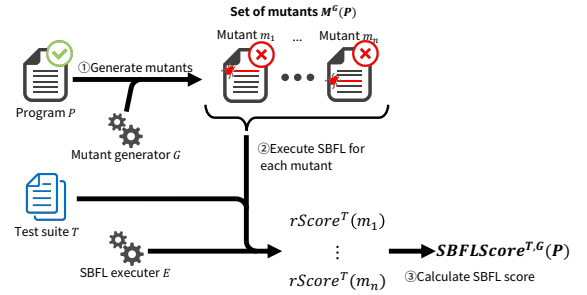 Set of mutants M^G(P)
Mutant m_1 ... Mutant m_n
①Generate mutants
Program P
Mutant generator G
②Execute SBFL for
each mutant
Test suite T
rScore^T(m_1)
⋮
rScore^T(m_n)
SBFLScore^{T,G}(P)
③Calculate SBFL score
SBFL executer E